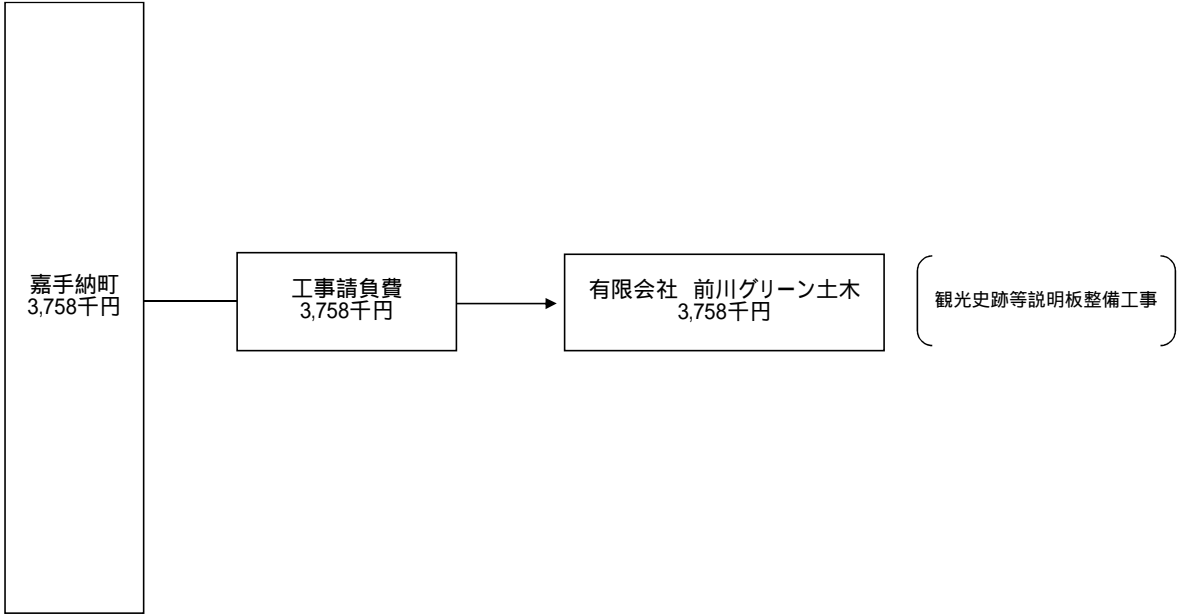 嘉手納町
3,758千円
工事請負費
3,758千円
有限会社　前川グリーン土木
3,758千円
観光史跡等説明板整備工事